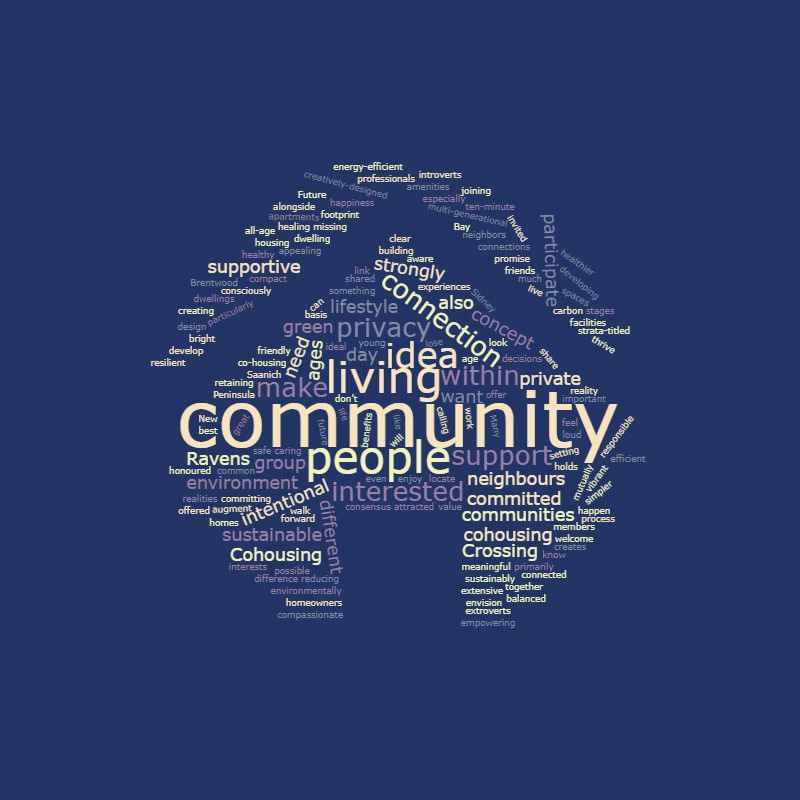 energy-efficient
creatively-designed
professionals
introverts
amenities
joining
Future
happiness
especially
ten-minute
alongside
multi-generational
invited
apartments
footprint
participate
all-age
healing
missing
Bay
neighbors
housing
dwelling
clear
connections
appealing
building
healthy
aware
promise
healthier
supportive
link
strongly
friends
developing
compact
shared
experiences
much
Brentwood
consciously
something
connection
Sidney
live
spaces
dwellings
can
lifestyle
also
carbon
stages
creating
particularly
basis
concept
facilities
design
green
privacy
strata-titled
bright
need
ages
ideal
young
lose
look
thrive
develop
friendly
day
idea
age
decisions
share
resilient
co-housing
Saanich
living
within
private
retaining
make
reality
Peninsula
don't
want
offer
important
New
great
life
future
benefits
like
will
calling
work
Many
community
feel
best
loud
responsible
Ravens
safe
caring
people
support
setting
efficient
honoured
common
group
holds
mutually
vibrant
simpler
environment
even
enjoy
locate
neighbours
realities
committing
intentional
interested
committed
offered
augment
walk
different
consensus
attracted
value
communities
happen
homes
forward
process
sustainable
cohousing
members
welcome
Cohousing
Crossing
creates
know
interests
possible
meaningful
primarily
difference
reducing
sustainably
connected
environmentally
extensive
together
homeowners
envision
balanced
compassionate
extroverts
empowering